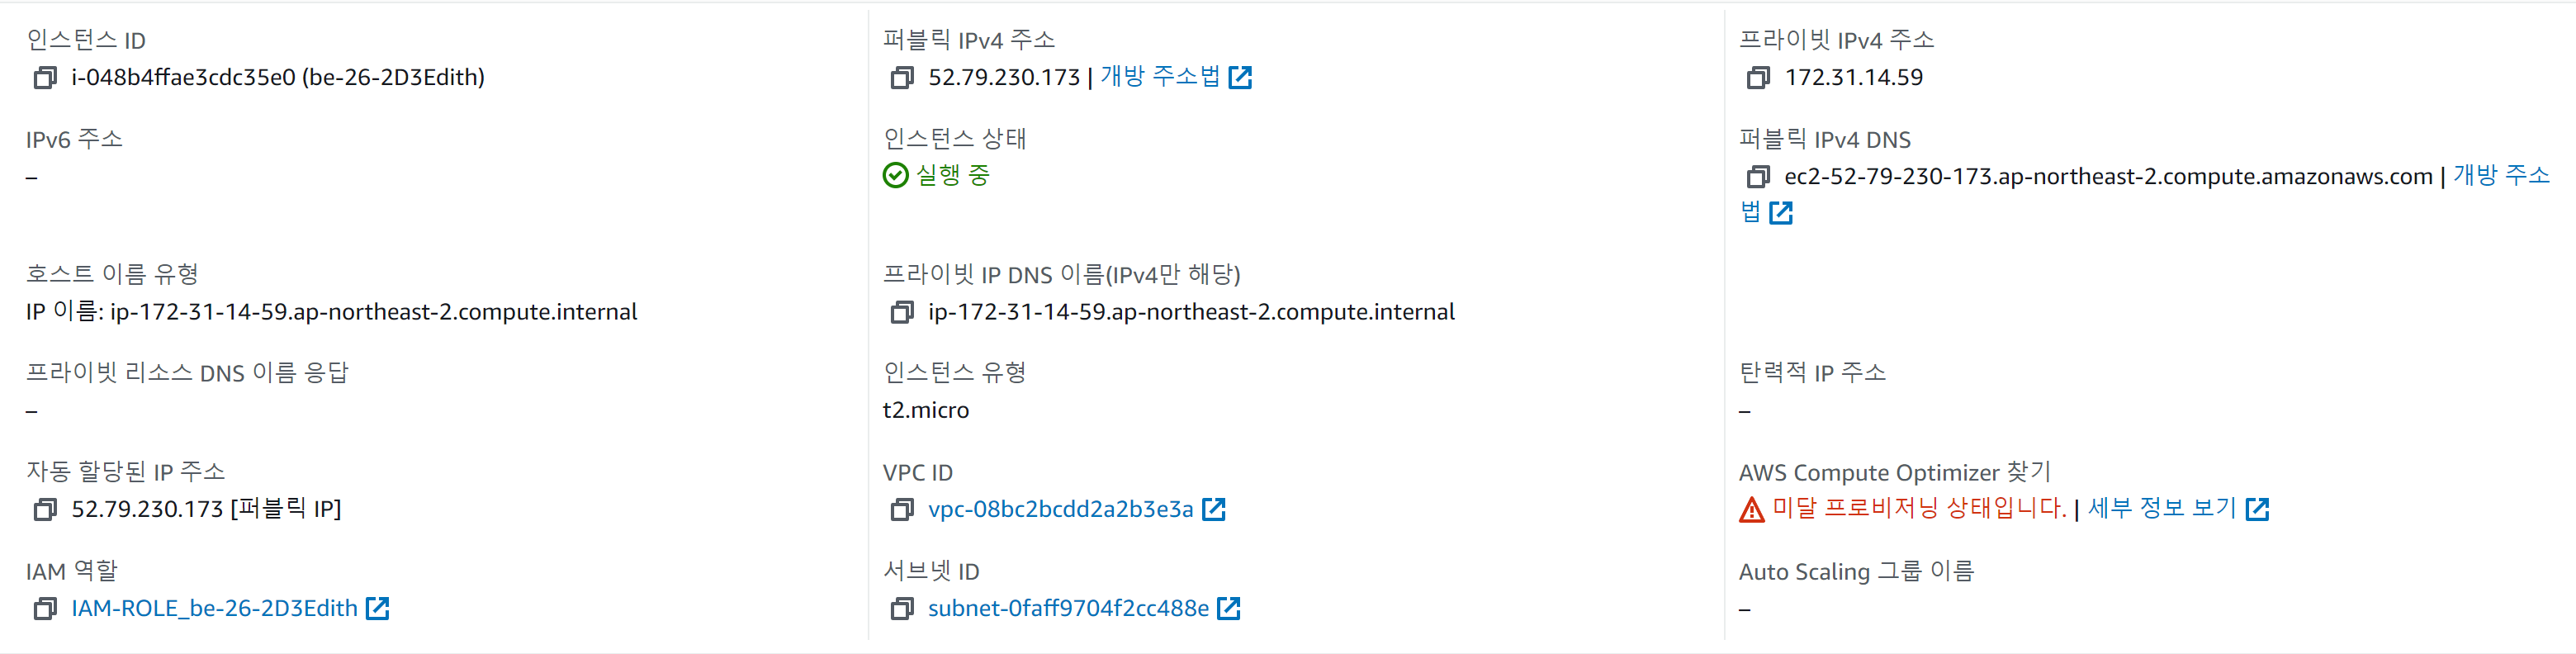 인스턴스 ID
i-048b4ffae3cdc35e0 (be-26-2D3Edith)
퍼블릭 IPv4 주소
52.79.230.173 | 개방 주소법
프라이빗 IPv4 주소
172.31.14.59
IPv6 주소
–
인스턴스 상태
실행 중
퍼블릭 IPv4 DNS
ec2-52-79-230-173.ap-northeast-2.compute.amazonaws.com | 개방 주소
법
호스트 이름 유형
IP 이름: ip-172-31-14-59.ap-northeast-2.compute.internal
프라이빗 IP DNS 이름(IPv4만 해당)
ip-172-31-14-59.ap-northeast-2.compute.internal
프라이빗 리소스 DNS 이름 응답
–
인스턴스 유형
t2.micro
탄력적 IP 주소
–
자동 할당된 IP 주소
52.79.230.173 [퍼블릭 IP]
VPC ID
vpc-08bc2bcdd2a2b3e3a
AWS Compute Optimizer 찾기
미달 프로비저닝 상태입니다. | 세부 정보 보기
IAM 역할
IAM-ROLE_be-26-2D3Edith
서브넷 ID
subnet-0faff9704f2cc488e
Auto Scaling 그룹 이름
–